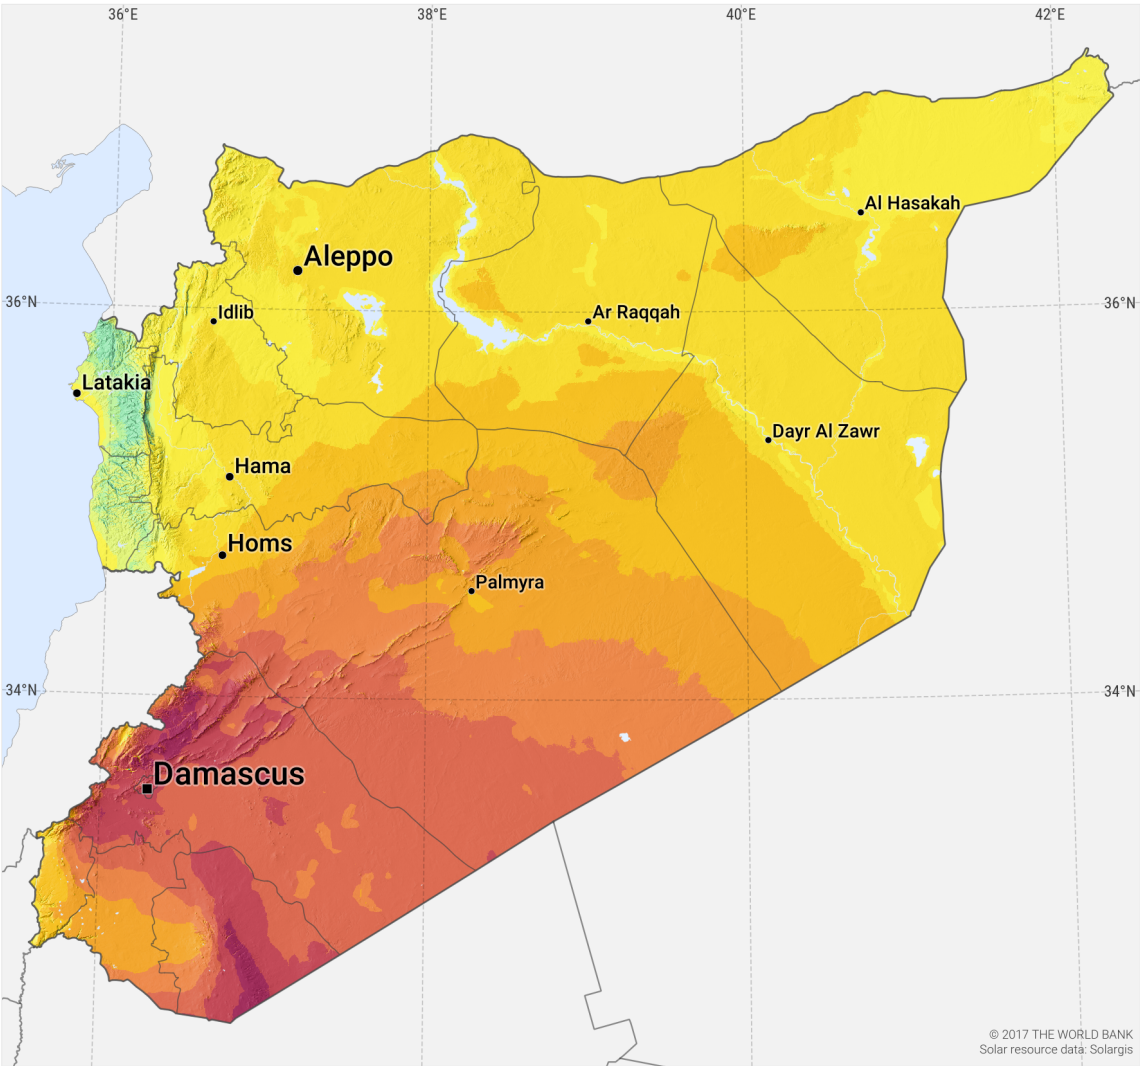 36°E
38°E
40°E
42°E
Al Hasakah
Aleppo
36°N
36°N
Idlib
Ar Raqqah
Latakia
Dayr Al Zawr
Hama
Homs
Palmyra
34°N
34°N
Damascus
© 2017 THE WORLD BANK
Solar resource data: Solargis